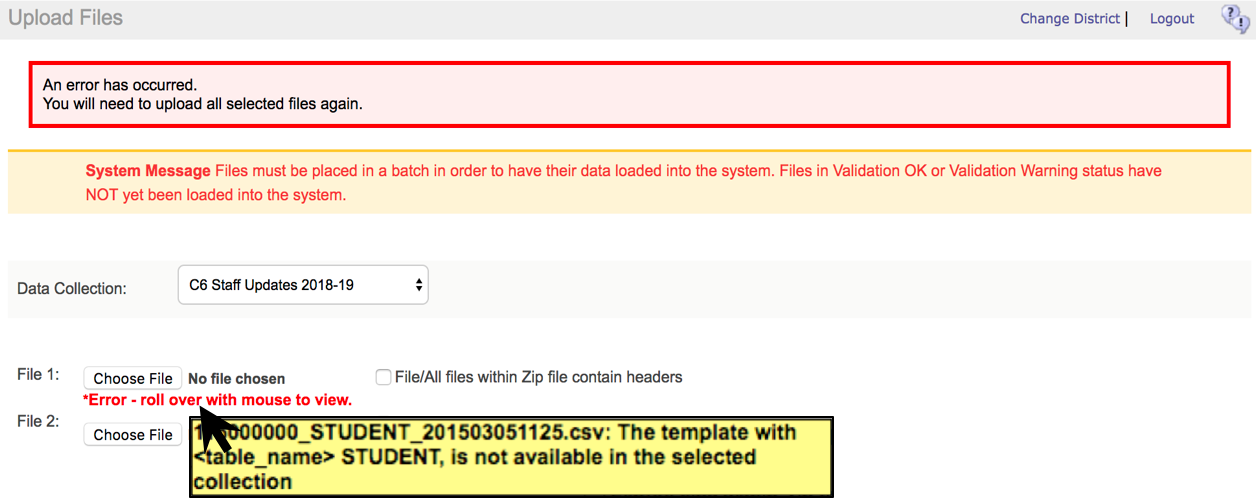 Upload Files
Change District | Logout
An error has occurred.
You will need to upload all selected files again.
System Message Files must be placed in a batch in order to have their data loaded into the system. Files in Validation OK or Validation Warning status have
NOT yet been loaded into the system.
Data Collection: C6 Staff Updates 2018-19
File 1: Choose File No file chosen File/All files within Zip file contain headers
*Error - roll over with mouse to view.
File 2: Choose File
The template with
<table_name> STUDENT, is not available in the selected
collection